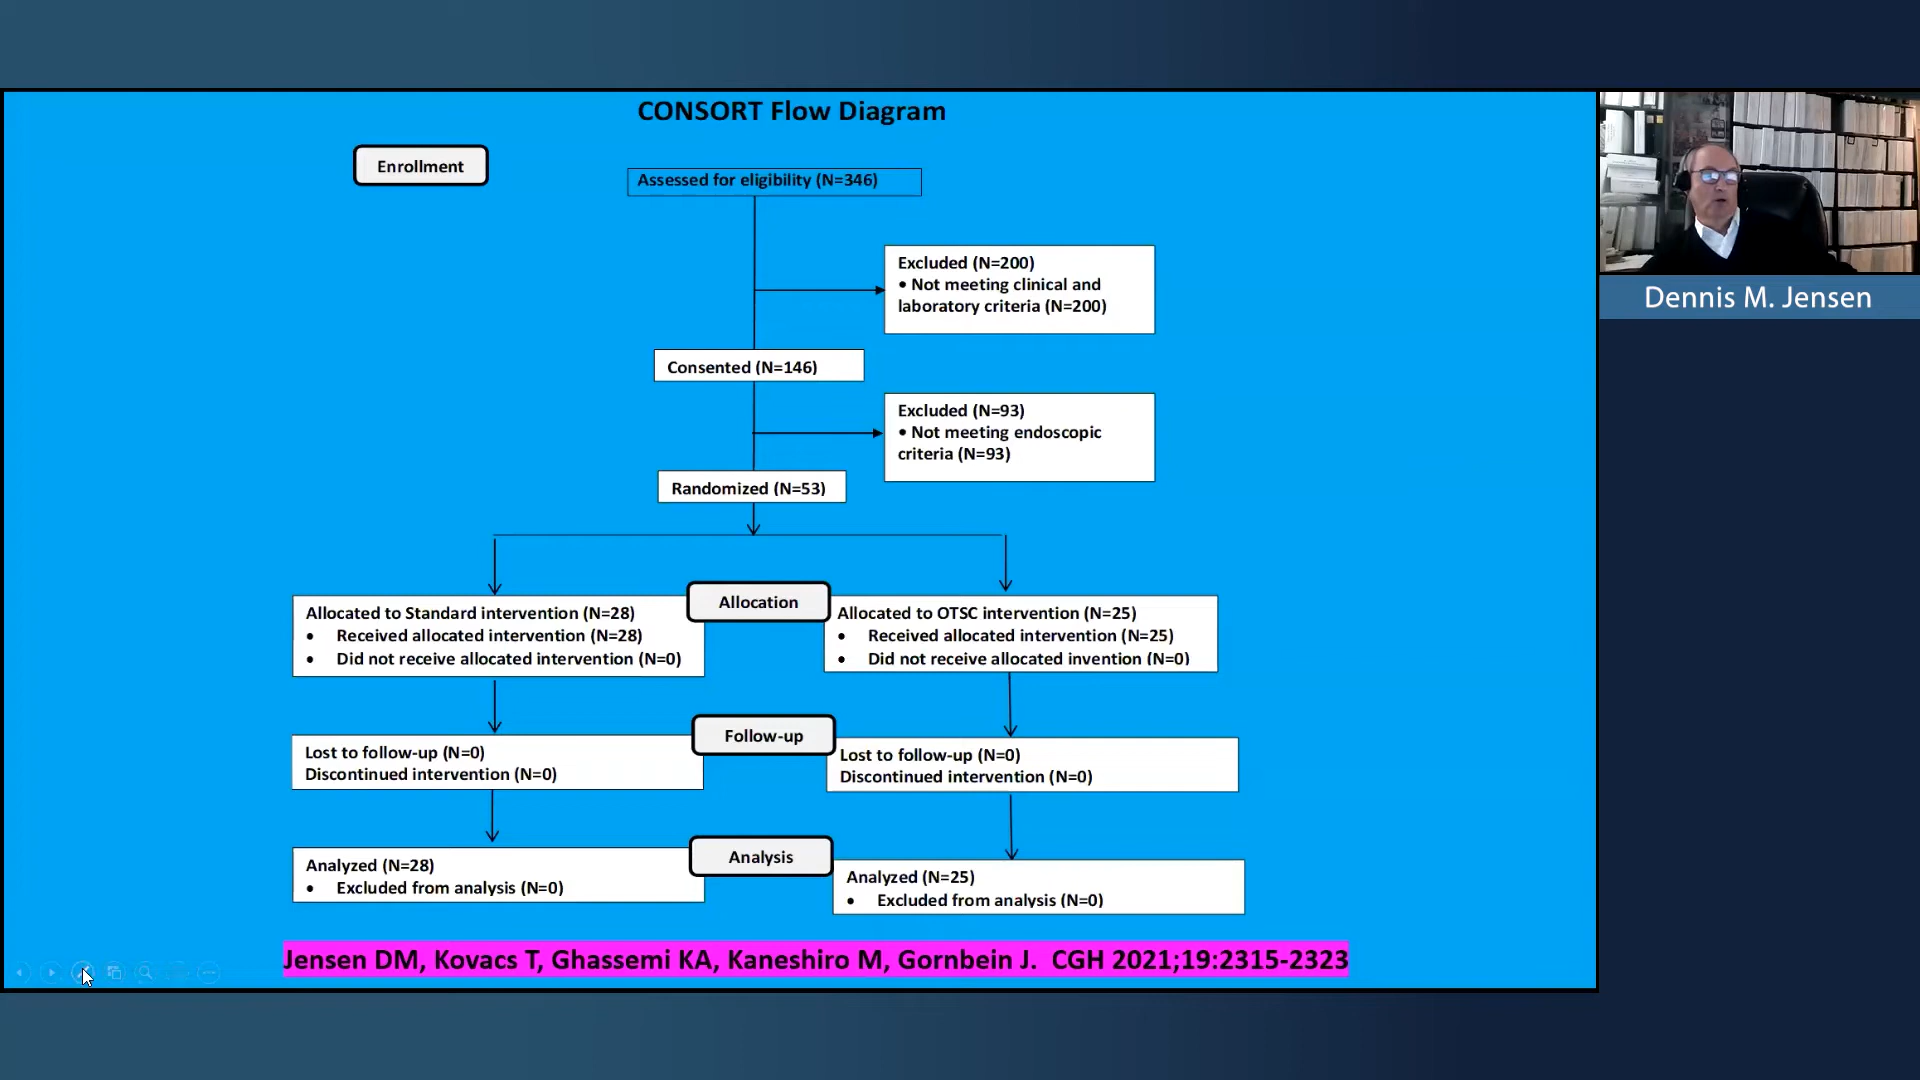 CONSORT Flow Diagram
Enrollment
Assessed for eligibility (N=346)
Excluded (N=200)
• Not meeting clinical and
laboratory criteria (N=200)
Consented (N=146)
Excluded (N=93)
• Not meeting endoscopic
criteria (N=93)
Randomized (N=53)
Allocation
Allocated to Standard intervention (N=28)
• Received allocated intervention (N=28)
• Did not receive allocated intervention (N=0)
Allocated to OTSC intervention (N=25)
• Received allocated intervention (N=25)
• Did not receive allocated invention (N=0)
Follow-up
Lost to follow-up (N=0)
Discontinued intervention (N=0)
Lost to follow-up (N=0)
Discontinued intervention (N=0)
Analysis
Analyzed (N=28)
• Excluded from analysis (N=0)
Analyzed (N=25)
• Excluded from analysis (N=0)
Jensen DM, Kovacs T, Ghassemi KA, Kaneshiro M, Gornbein J. CGH 2021;19:2315-2323
Dennis M. Jensen